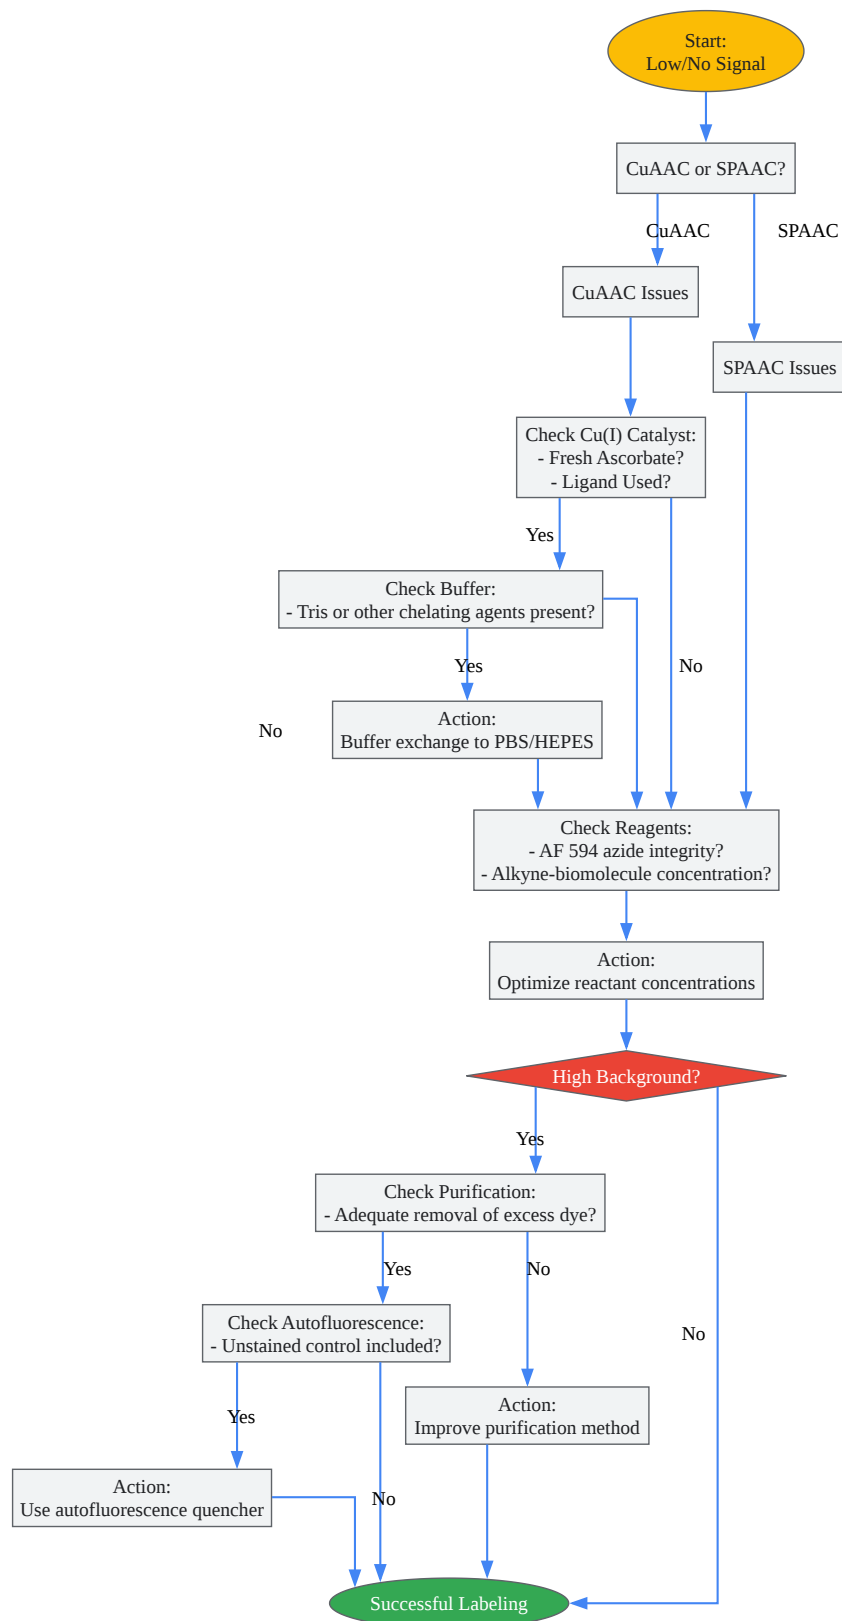 Start:
Low/No Signal
CuAAC or SPAAC?
CuAAC
SPAAC
CuAAC Issues
SPAAC Issues
Check Cu(I) Catalyst:
- Fresh Ascorbate?
- Ligand Used?
Yes
Check Buffer:
- Tris or other chelating agents present?
Yes
No
Action:
Buffer exchange to PBS/HEPES
No
Check Reagents:
- AF 594 azide integrity?
- Alkyne-biomolecule concentration?
Action:
Optimize reactant concentrations
High Background?
Yes
Check Purification:
- Adequate removal of excess dye?
Yes
No
Check Autofluorescence:
- Unstained control included?
No
Action:
Improve purification method
Yes
Action:
Use autofluorescence quencher
No
Successful Labeling